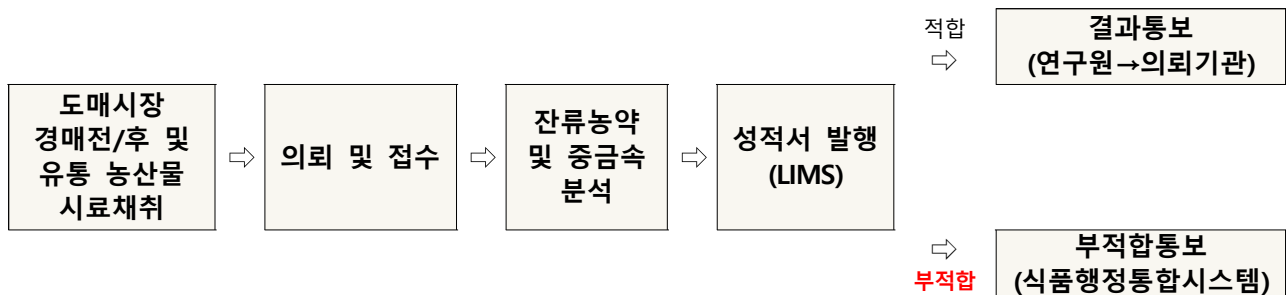 도매시장
경매전/후 및
유통 농산물
시료채취
⇨
의뢰 및 접수
⇨
잔류농약
및 중금속
분석
⇨
성적서 발행
(LIMS)
적합
⇨
결과통보
(연구원→의뢰기관)
⇨
부적합
부적합통보
(식품행정통합시스템)